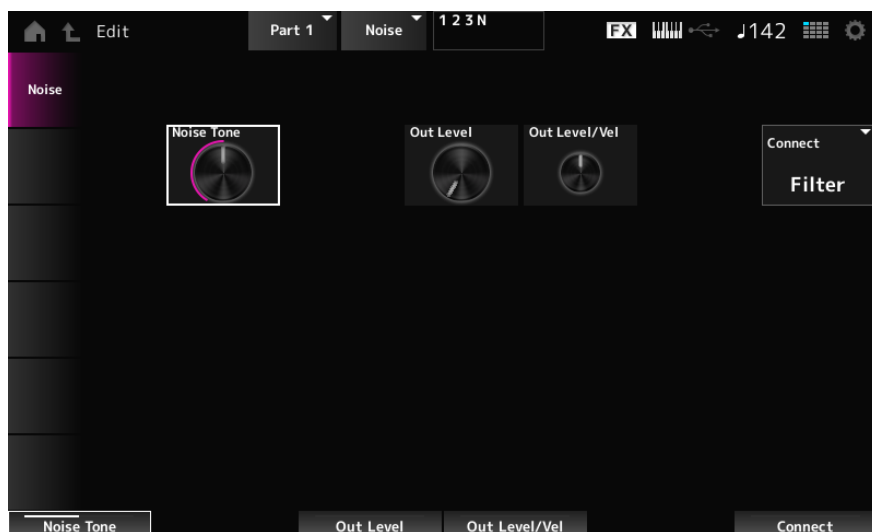 Edit
Part 1
Noise
1 2 3 N
FX
♩142
Noise
Noise Tone
Out Level
Out Level/Vel
Connect
Filter
Noise Tone
Out Level
Out Level/Vel
Connect